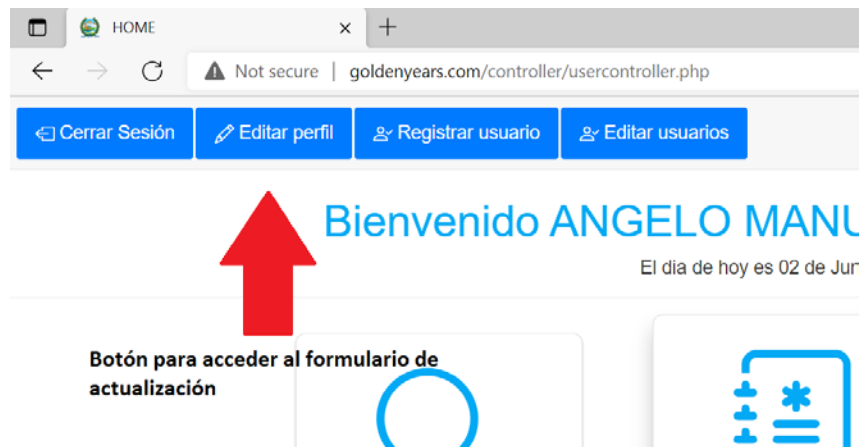 HOME
Not secure | goldenyears.com/controller/usercontroller.php
Cerrar Sesión Editar perfil Registrar usuario Editar usuarios
Bienvenido ANGELO MANU
El dia de hoy es 02 de Jun
Botón para acceder al formulario de
actualización